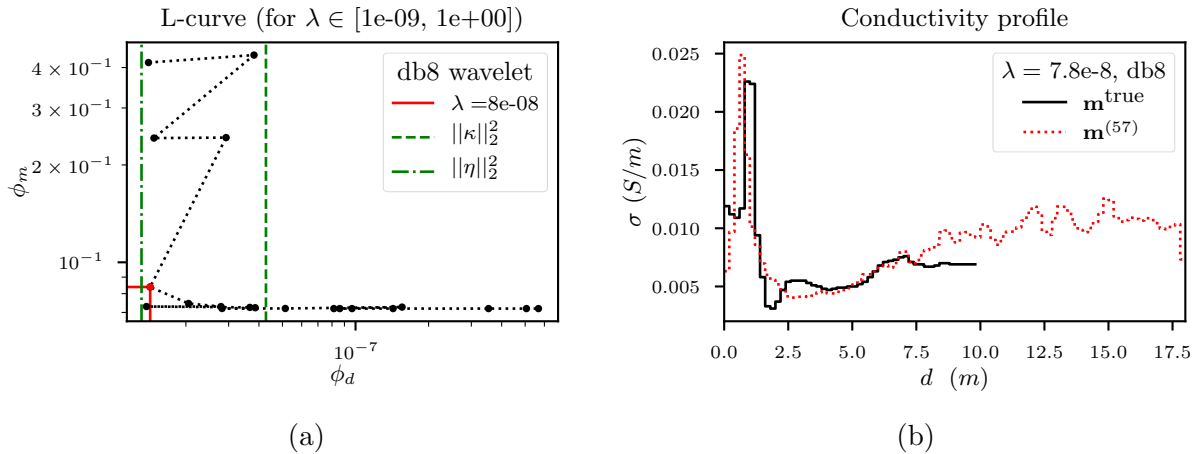 L-curve (for λ ∈ [1e-09, 1e+00])
4 × 10⁻¹
3 × 10⁻¹
2 × 10⁻¹
10⁻¹
ϕ_m
db8 wavelet
λ =8e-08
||κ||₂²
||η||₂²
10⁻⁷
ϕ_d
(a)
Conductivity profile
0.025
0.020
0.015
0.010
0.005
σ (S/m)
λ = 7.8e-8, db8
m^true
m^(57)
0.0 2.5 5.0 7.5 10.0 12.5 15.0 17.5
d (m)
(b)